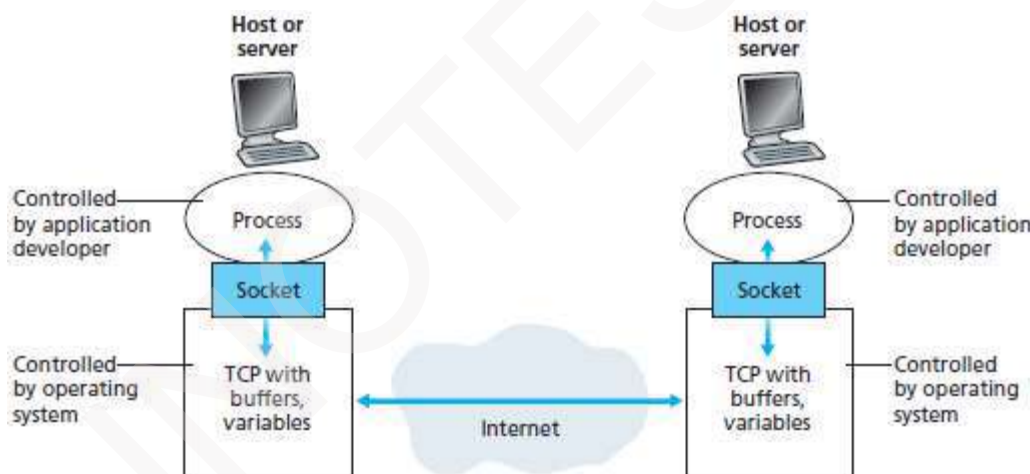 Host or
server
Host or
server
Controlled
by application
developer
Process
Process
Controlled
by application
developer
Socket
Socket
Controlled
by operating
system
TCP with
buffers,
variables
Internet
TCP with
buffers,
variables
Controlled
by operating
system